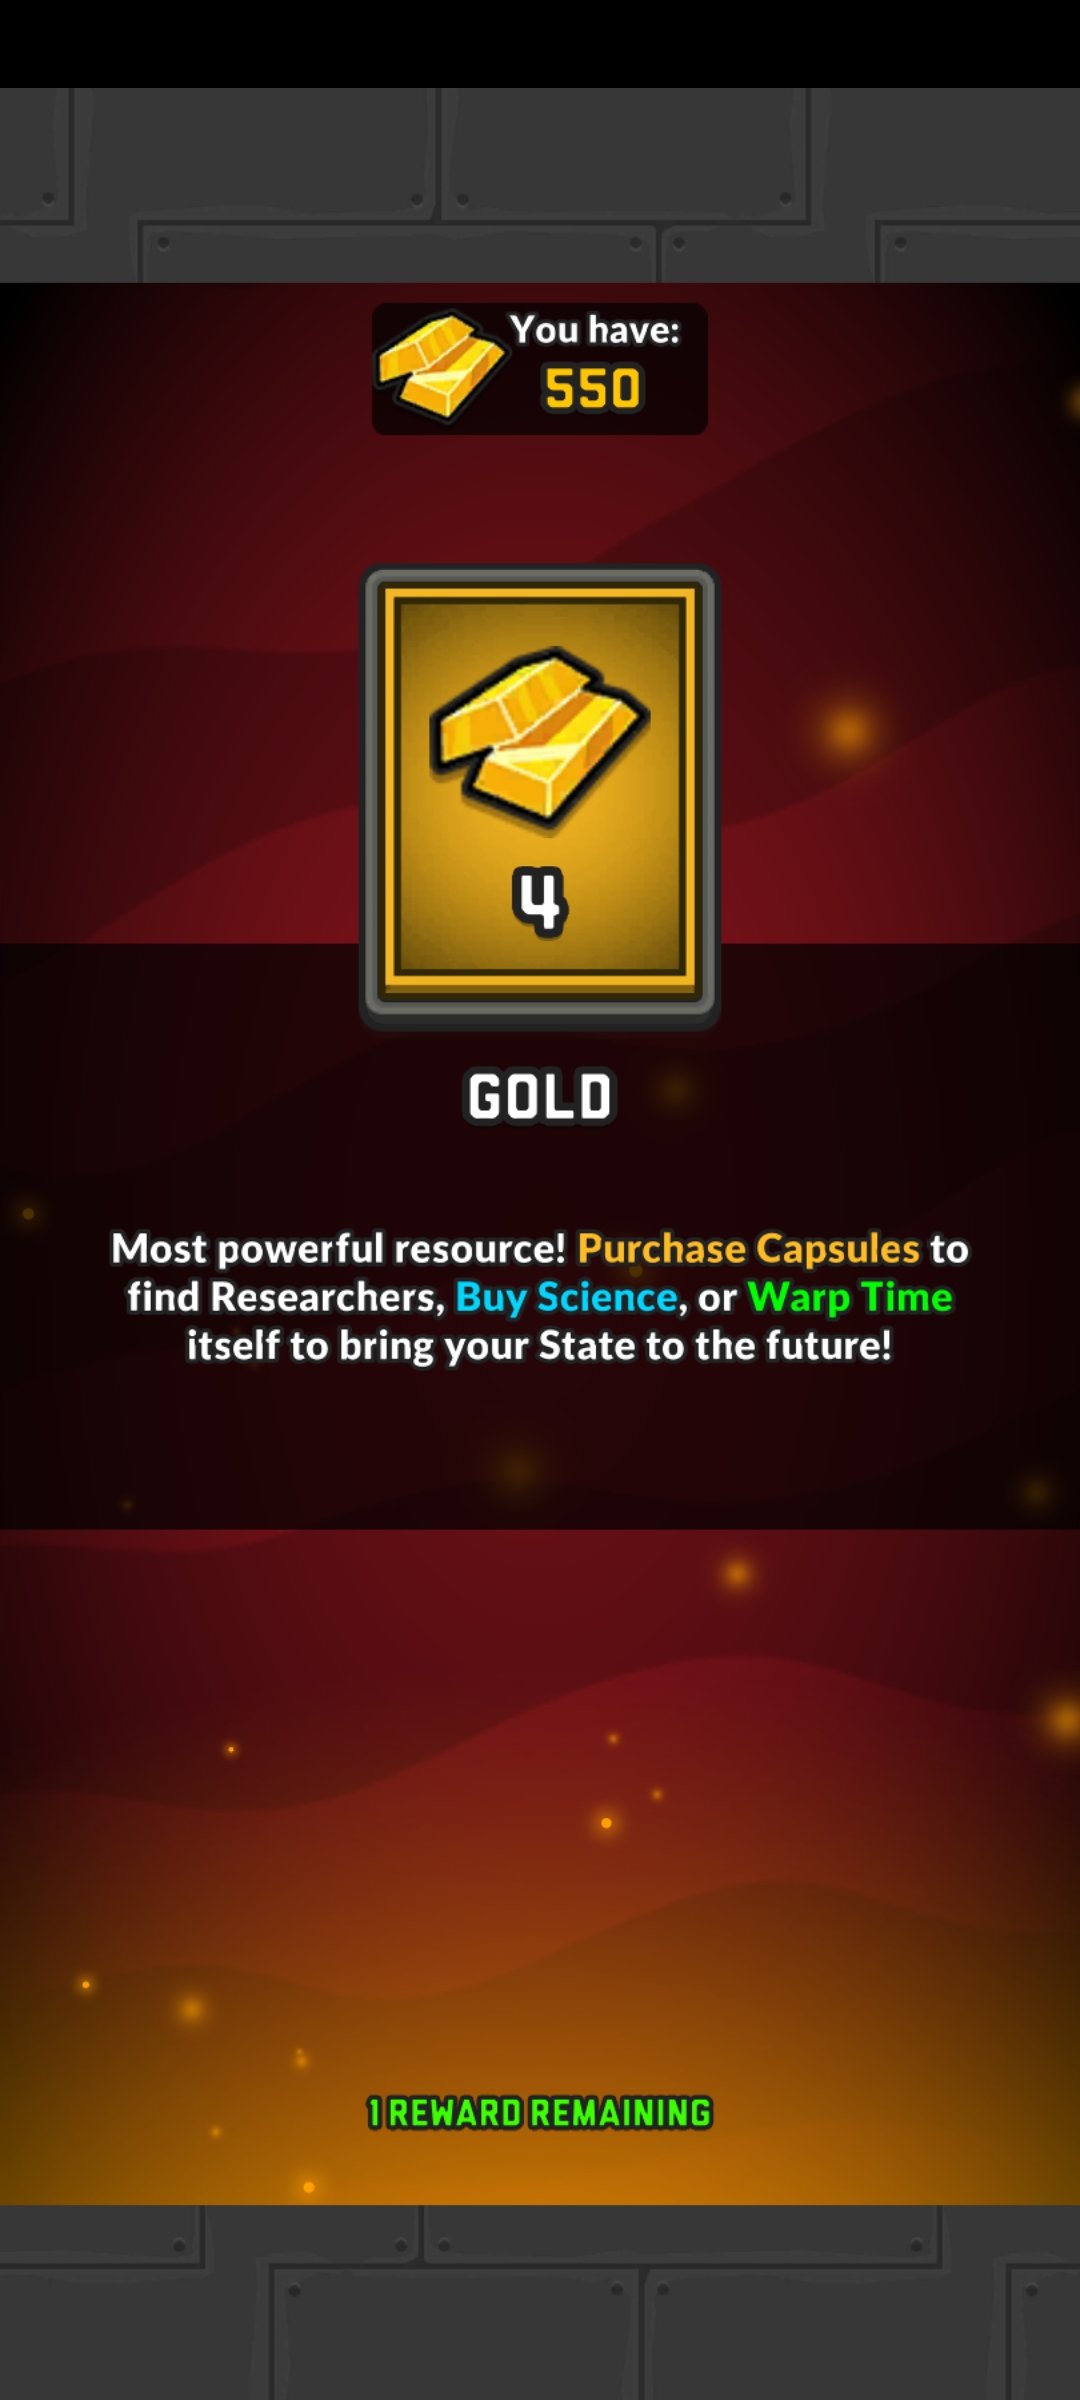 You have:
550
4
GOLD
Most powerful resource! Purchase Capsules to
find Researchers, Buy Science, or Warp Time
itself to bring your State to the future!
1 REWARD REMAINING